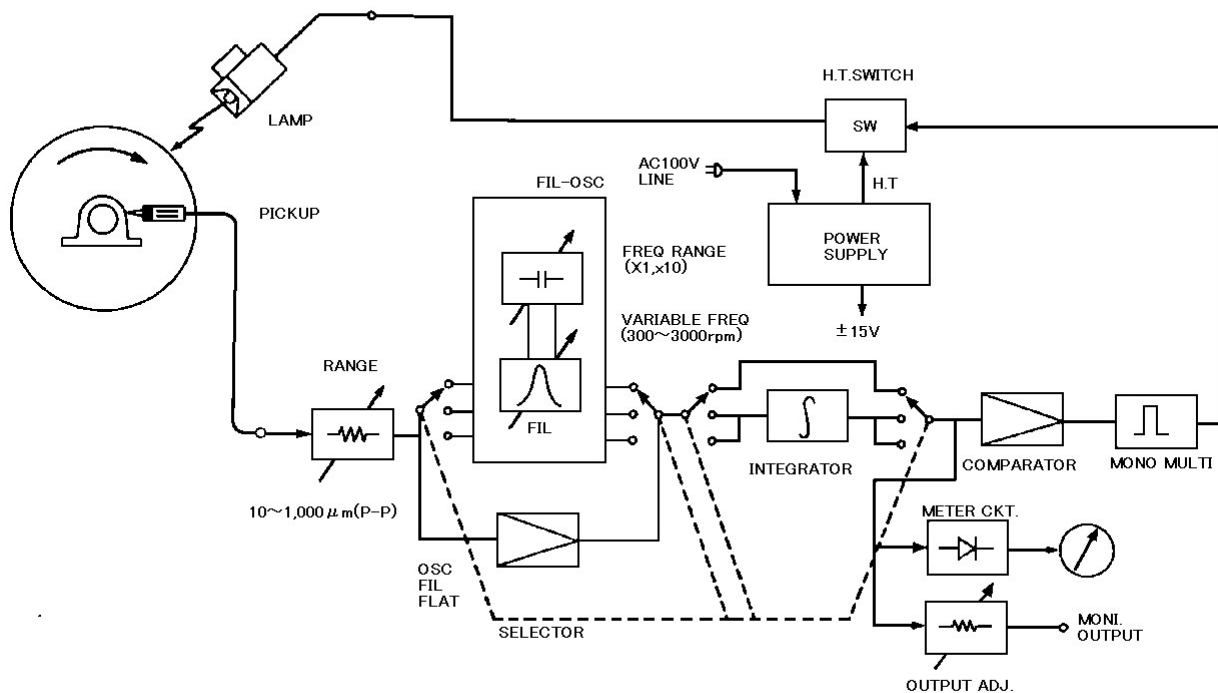 H.T.SWITCH
LAMP
SW
AC100V
LINE
H.T
FIL-OSC
PICKUP
POWER
SUPPLY
FREQ RANGE
(X1,x10)
±15V
VARIABLE FREQ
(300～3000rpm)
RANGE
FIL
INTEGRATOR
COMPARATOR
MONO MULTI
10～1,000μm(P-P)
METER CKT.
OSC
FIL
FLAT
SELECTOR
MONI.
OUTPUT
OUTPUT ADJ.